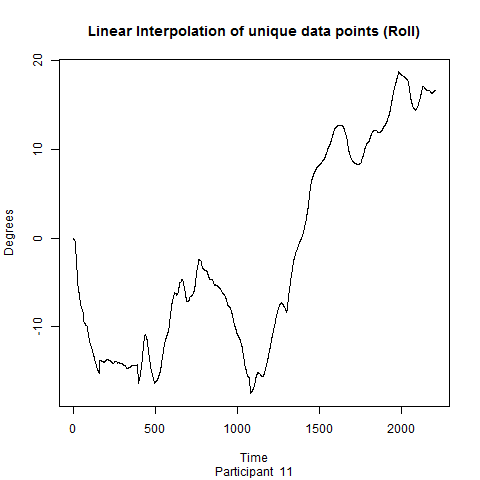 Linear Interpolation of unique data points (Roll)
20
10
0
-10
Degrees
0 500 1000 1500 2000
Time
Participant 11